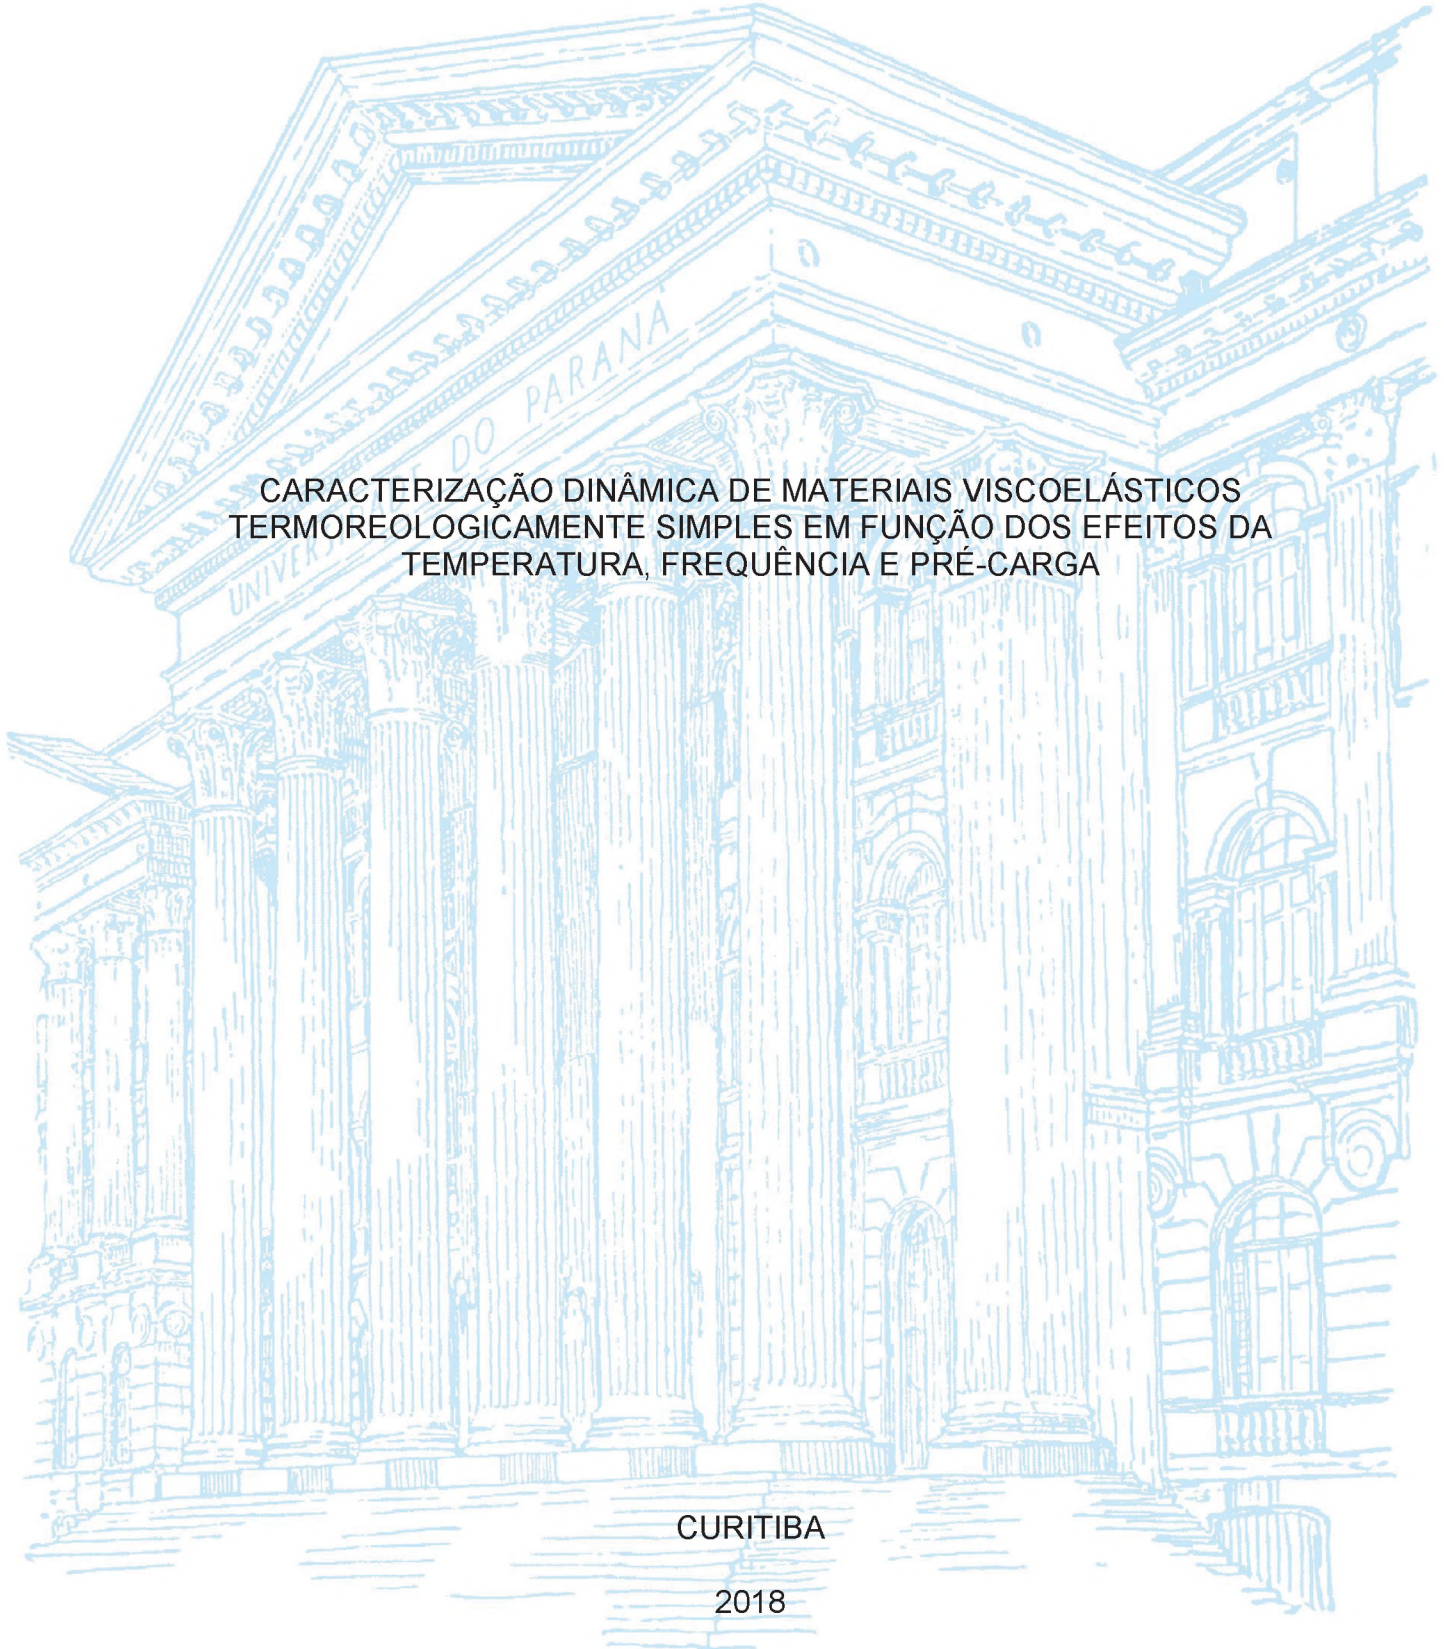 UNIVERSIDADE DO PARANÁ
CARACTERIZAÇÃO DINÂMICA DE MATERIAIS VISCOELÁSTICOS
TERMOREOLOGICAMENTE SIMPLES EM FUNÇÃO DOS EFEITOS DA
TEMPERATURA, FREQUÊNCIA E PRÉ-CARGA
CURITIBA
2018